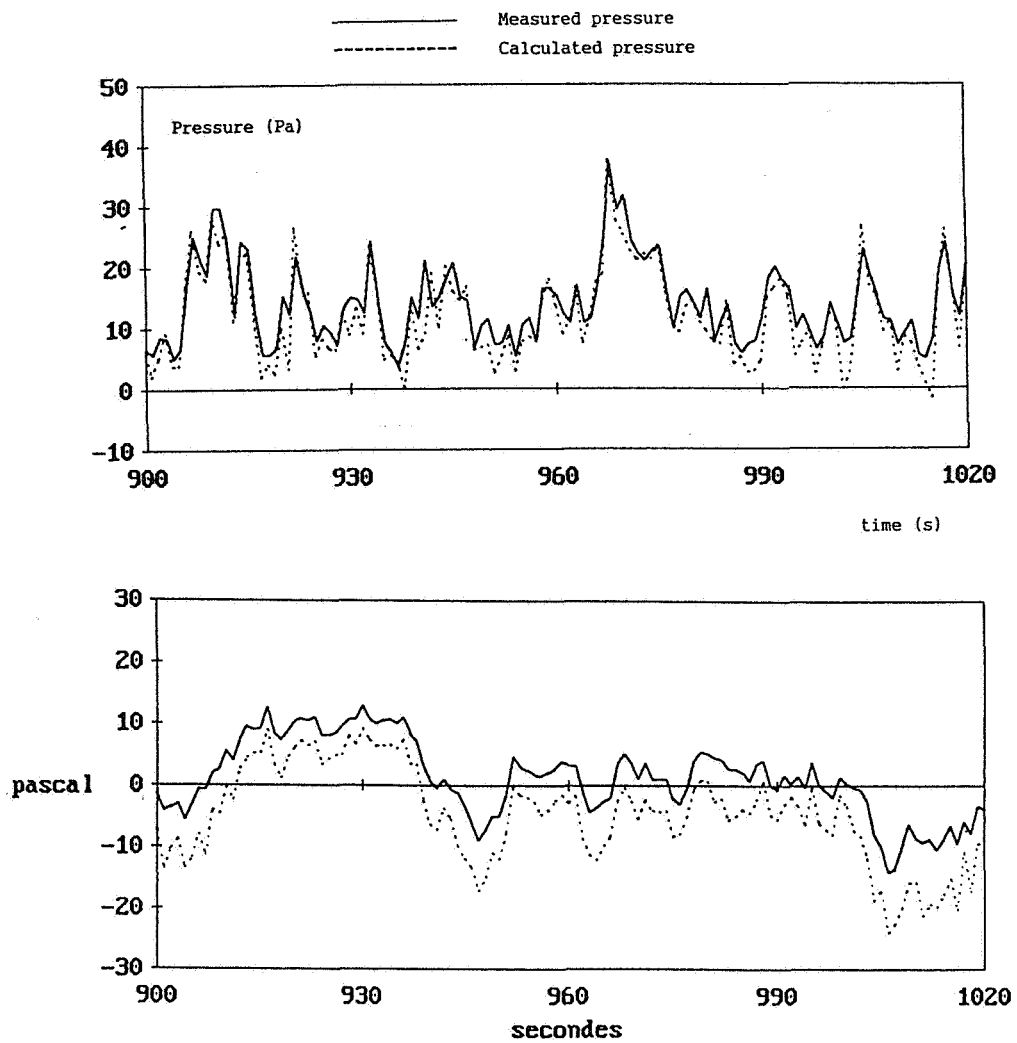 Measured pressure
Calculated pressure
50
Pressure (Pa)
40
30
20
10
0
-10
900 930 960 990 1020
time (s)
30
20
10
pascal 0
-10
-20
-30
900 930 960 990 1020
secondes